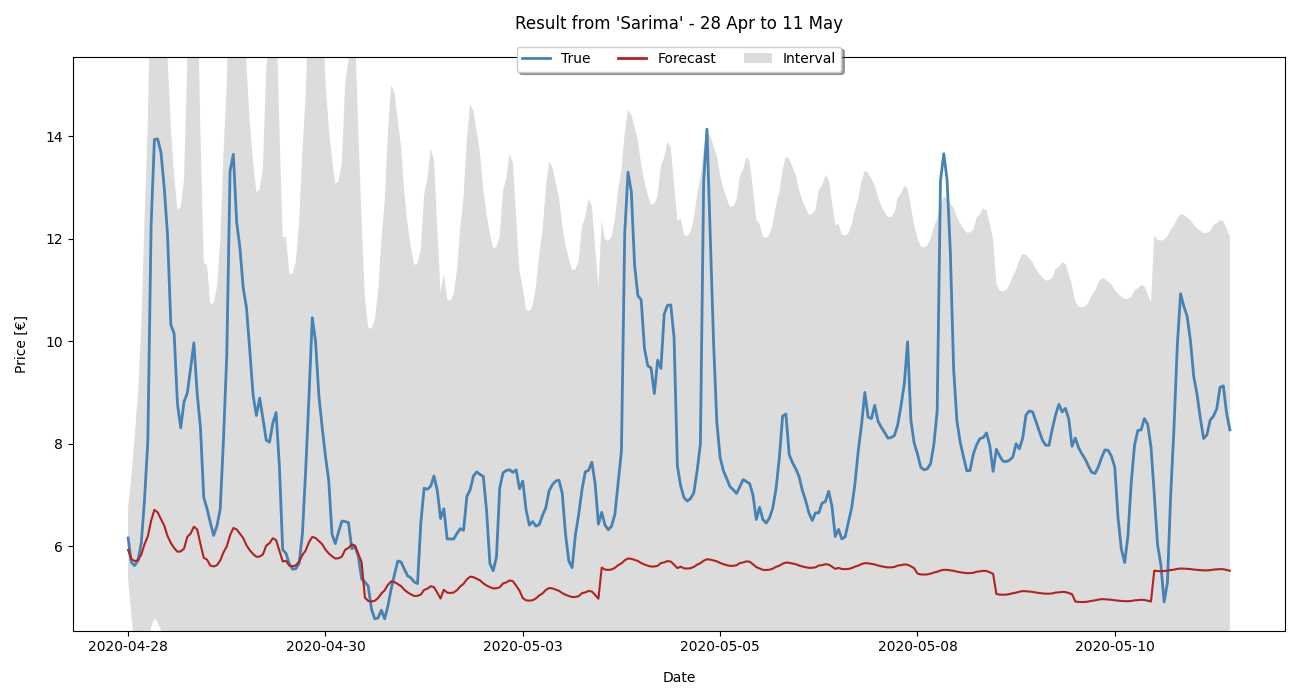 Result from 'Sarima' - 28 Apr to 11 May
True Forecast Interval
Price [€]
14
12
10
8
6
2020-04-28 2020-04-30 2020-05-03 2020-05-05 2020-05-08 2020-05-10
Date